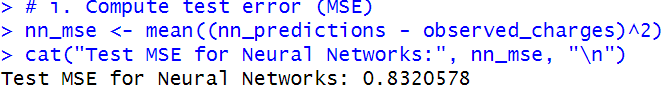 > # i. Compute test error (MSE)
> nn_mse <- mean((nn_predictions - observed_charges)^2)
> cat("Test MSE for Neural Networks:", nn_mse, "\n")
Test MSE for Neural Networks: 0.8320578